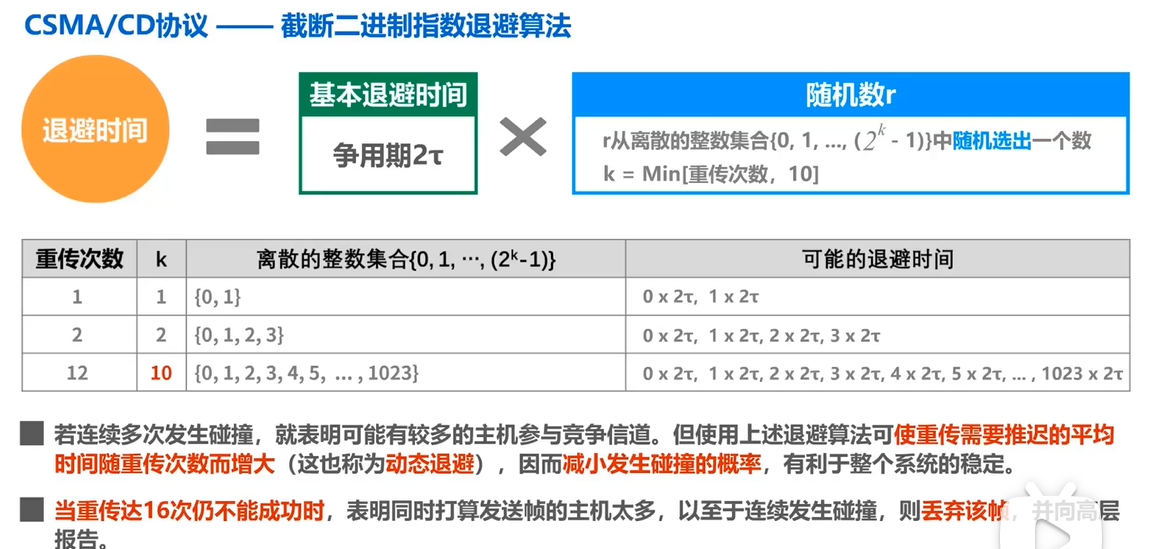 CSMA/CD协议 —— 截断二进制指数退避算法
退避时间
=
基本退避时间
争用期2τ
×
随机数r
r从离散的整数集合{0, 1, ..., (2^k - 1)}中随机选出一个数
k = Min[重传次数，10]
重传次数 k 离散的整数集合{0, 1, ···, (2^k-1)} 可能的退避时间
1 1 {0, 1} 0 x 2τ, 1 x 2τ
2 2 {0, 1, 2, 3} 0 x 2τ, 1 x 2τ, 2 x 2τ, 3 x 2τ
12 10 {0, 1, 2, 3, 4, 5, … , 1023} 0 x 2τ, 1 x 2τ, 2 x 2τ, 3 x 2τ, 4 x 2τ, 5 x 2τ, ... , 1023 x 2τ
若连续多次发生碰撞，就表明可能有较多的主机参与竞争信道。但使用上述退避算法可使重传需要推迟的平均
时间随重传次数而增大（这也称为动态退避），因而减小发生碰撞的概率，有利于整个系统的稳定。
当重传达16次仍不能成功时，表明同时打算发送帧的主机太多，以至于连续发生碰撞，则丢弃该帧，并向高层
报告。